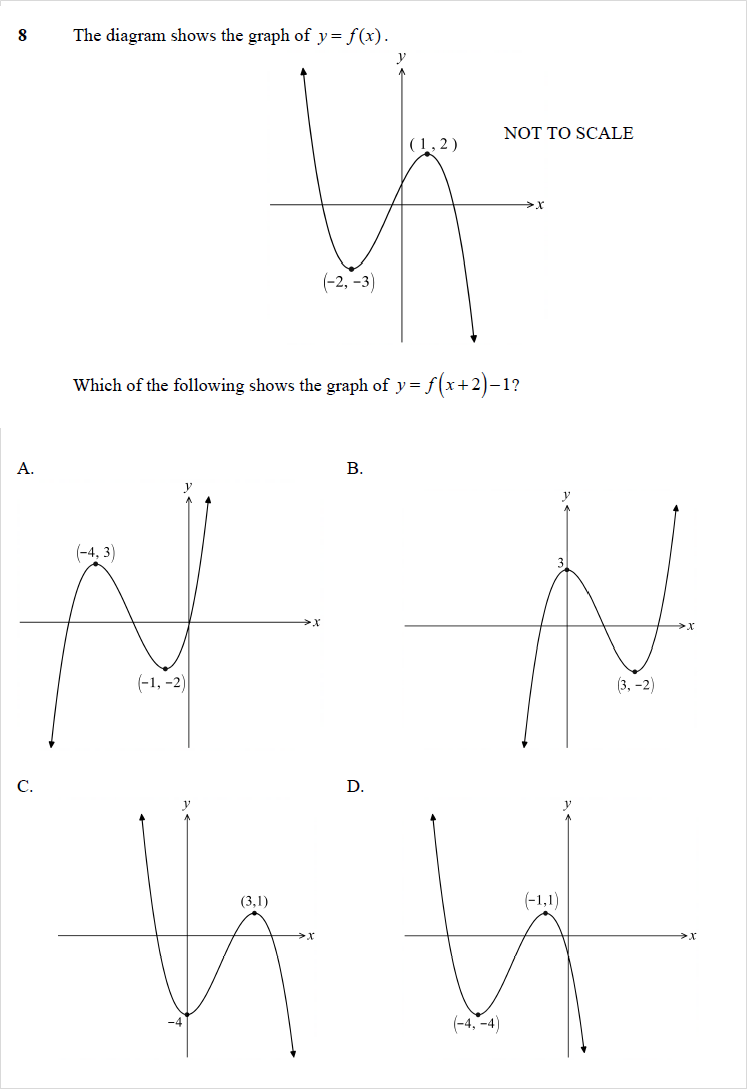 8 The diagram shows the graph of y = f(x).
y
(1, 2)
NOT TO SCALE
x
(−2, −3)
Which of the following shows the graph of y = f(x+2)−1?
A.
B.
y
(−4, 3)
x
(−1, −2)
y
3
x
(3, −2)
C.
D.
y
(3,1)
x
−4
y
(−1,1)
x
(−4, −4)